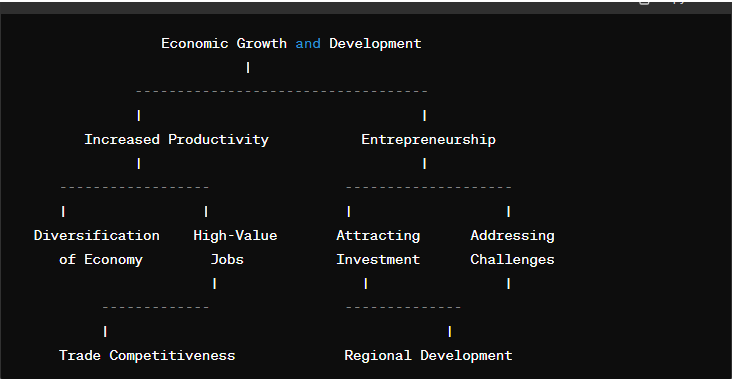 Economic Growth and Development
|
-----------------------------------
| |
Increased Productivity Entrepreneurship
| |
------------------ --------------------
| | | |
Diversification High-Value Attracting Addressing
of Economy Jobs Investment Challenges
| | |
------------- --------------
| |
Trade Competitiveness Regional Development